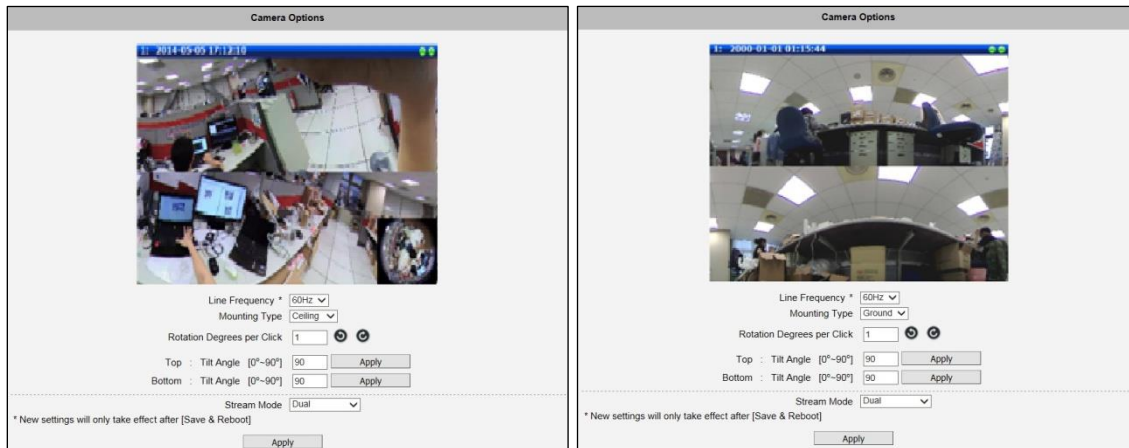 Camera Options
1: 2014-05-05 17:12:10
Line Frequency * 60Hz
Mounting Type Ceiling
Rotation Degrees per Click 1
Top : Tilt Angle [0°~90°] 90 Apply
Bottom : Tilt Angle [0°~90°] 90 Apply
Stream Mode Dual
* New settings will only take effect after [Save & Reboot]
Apply
Camera Options
1: 2000-01-01 01:15:44
Line Frequency * 60Hz
Mounting Type Ground
Rotation Degrees per Click 1
Top : Tilt Angle [0°~90°] 90 Apply
Bottom : Tilt Angle [0°~90°] 90 Apply
Stream Mode Dual
* New settings will only take effect after [Save & Reboot]
Apply